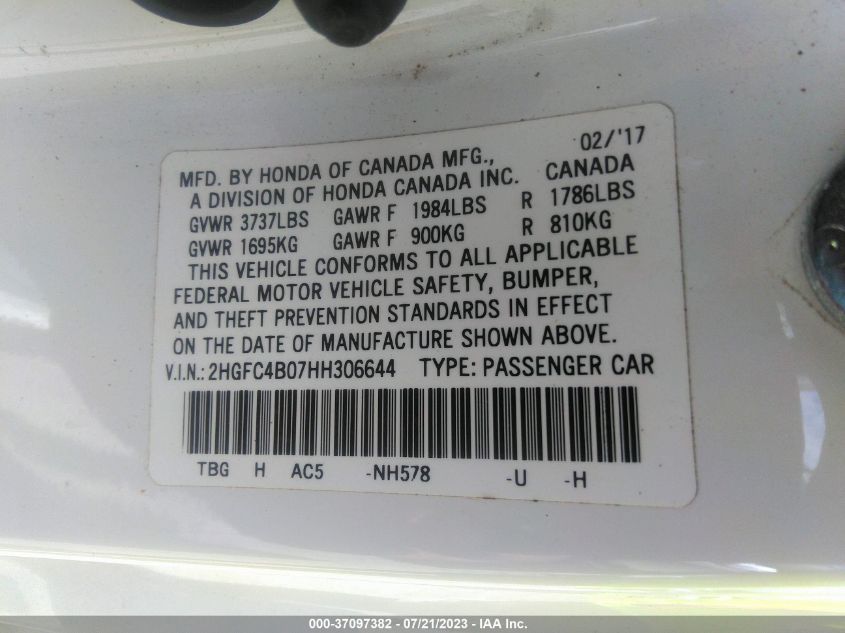 02/'17
MFD. BY HONDA OF CANADA MFG.,
A DIVISION OF HONDA CANADA INC. CANADA
GVWR 3737LBS GAWR F 1984LBS R 1786LBS
GVWR 1695KG GAWR F 900KG R 810KG
THIS VEHICLE CONFORMS TO ALL APPLICABLE
FEDERAL MOTOR VEHICLE SAFETY, BUMPER,
AND THEFT PREVENTION STANDARDS IN EFFECT
ON THE DATE OF MANUFACTURE SHOWN ABOVE.
V.I.N.: 2HGFC4B07HH306644 TYPE: PASSENGER CAR
TBG H AC5 -NH578 -U -H
000-37097382 - 07/21/2023 - IAA Inc.